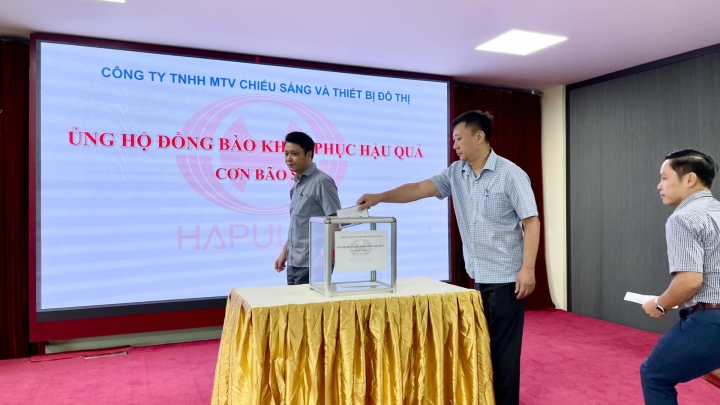 CÔNG TY TNHH MTV CHIẾU SÁNG VÀ THIẾT BỊ ĐÔ THỊ
ỦNG HỘ ĐỒNG BÀO KH PHỤC HẬU QUẢ
CƠN BÃO S
HAPUL